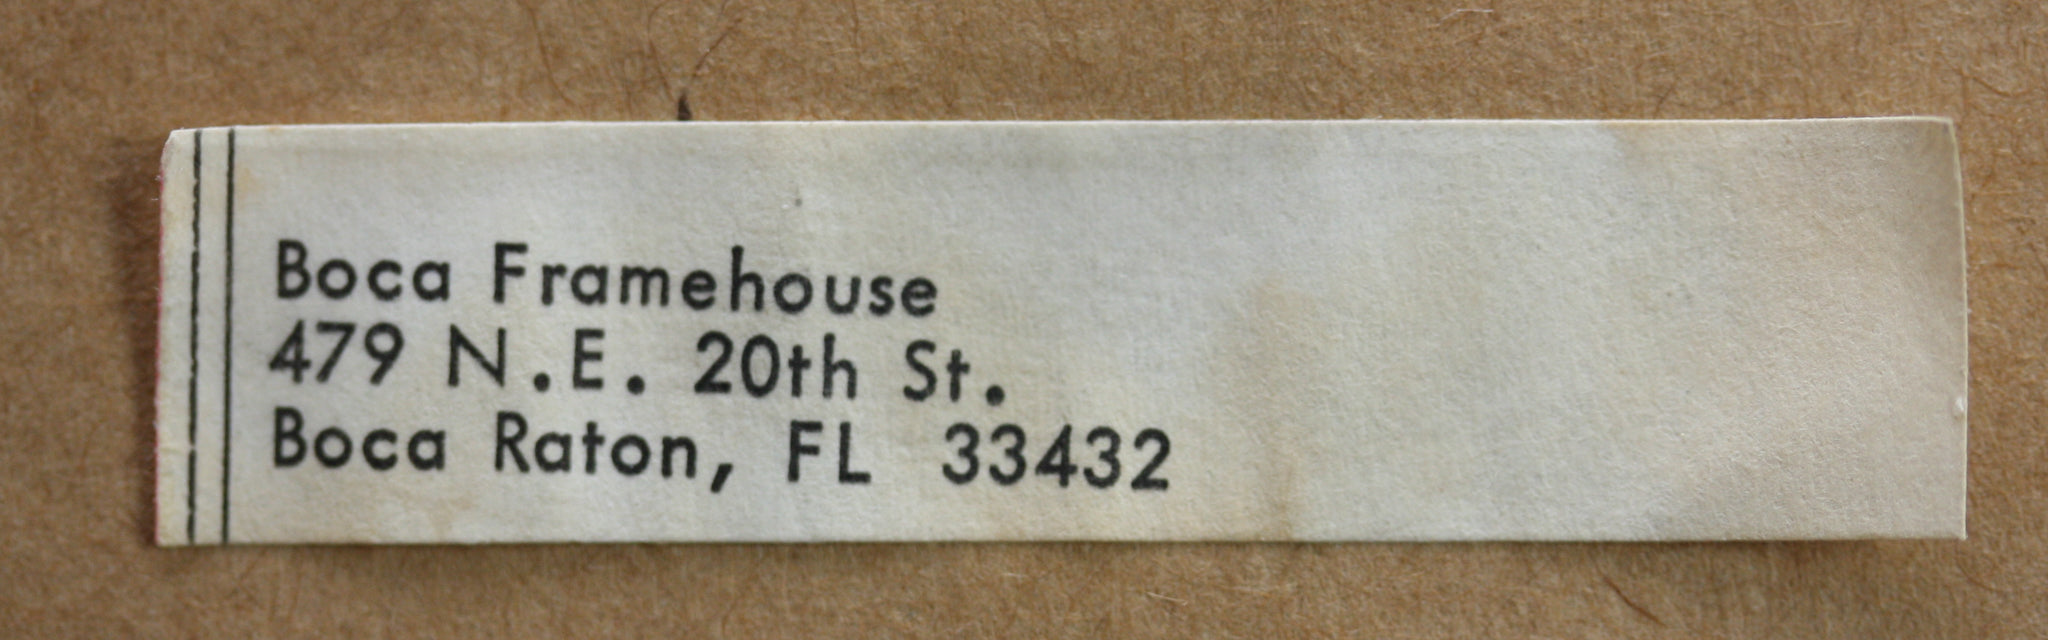 Boca Framehouse
479 N.E. 20th St.
Boca Raton, FL 33432